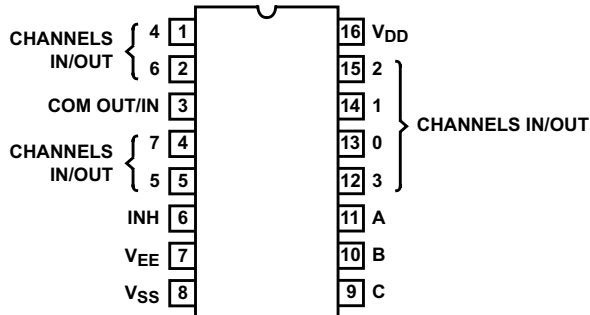 CHANNELS IN/OUT
4 1
6 2
COM OUT/IN 3
CHANNELS IN/OUT
7 4
5 5
INH 6
VEE 7
VSS 8
16 VDD
15 2
14 1
13 0
12 3
CHANNELS IN/OUT
11 A
10 B
9 C